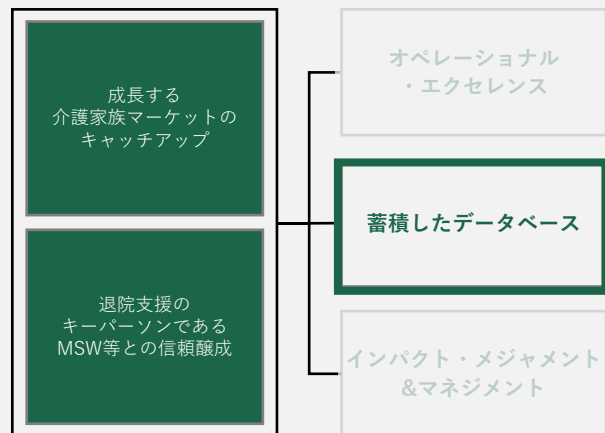 成長する
介護家族マーケットの
キャッチアップ
退院支援の
キーパーソンである
MSW等との信頼醸成
オペレーショナル
・エクセレンス
蓄積したデータベース
インパクト・メジャメント
&マネジメント